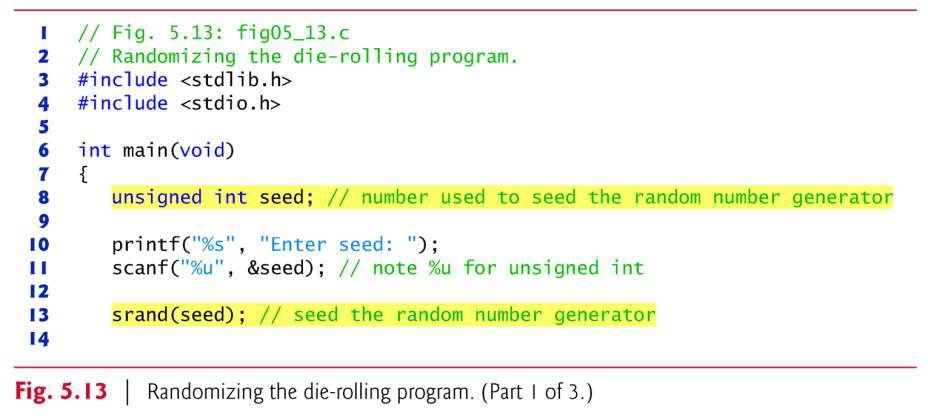 1 // Fig. 5.13: fig05_13.c
2 // Randomizing the die-rolling program.
3 #include <stdlib.h>
4 #include <stdio.h>
5
6 int main(void)
7 {
8 unsigned int seed; // number used to seed the random number generator
9
10 printf("%s", "Enter seed: ");
11 scanf("%u", &seed); // note %u for unsigned int
12
13 srand(seed); // seed the random number generator
14
Fig. 5.13 | Randomizing the die-rolling program. (Part 1 of 3.)